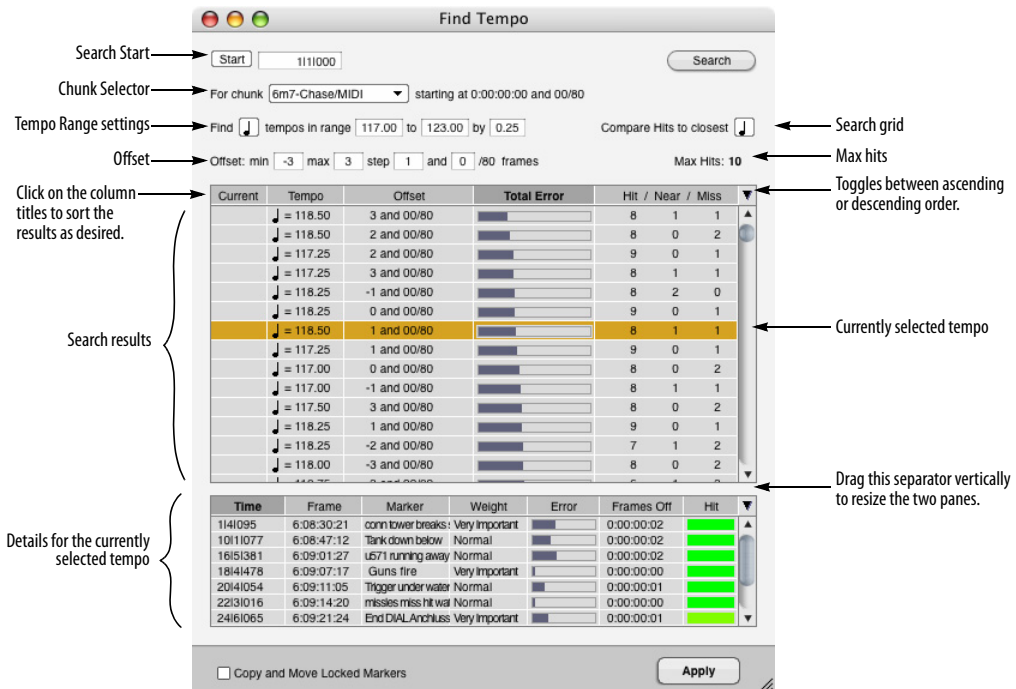 Find Tempo
Search Start
Start 1|1|000 Search
Chunk Selector
For chunk 6m7-Chase/MIDI starting at 0:00:00:00 and 00/80
Tempo Range settings
Find ♩ tempos in range 117.00 to 123.00 by 0.25 Compare Hits to closest ♩
Search grid
Offset
Offset: min -3 max 3 step 1 and 0 /80 frames Max Hits: 10
Max hits
Click on the column
titles to sort the
results as desired.
Toggles between ascending
or descending order.
Current Tempo Offset Total Error Hit / Near / Miss
♩ = 118.50 3 and 00/80 8 1 1
♩ = 118.50 2 and 00/80 8 0 2
♩ = 117.25 2 and 00/80 9 0 1
♩ = 117.25 3 and 00/80 8 1 1
♩ = 118.25 -1 and 00/80 8 2 0
♩ = 118.25 0 and 00/80 9 0 1
♩ = 118.50 1 and 00/80 8 1 1
♩ = 117.25 1 and 00/80 9 0 1
♩ = 117.00 0 and 00/80 8 0 2
♩ = 117.00 -1 and 00/80 8 1 1
♩ = 117.50 3 and 00/80 8 0 2
♩ = 118.25 1 and 00/80 9 0 1
♩ = 118.25 -2 and 00/80 7 1 2
♩ = 118.00 -3 and 00/80 8 0 2
Search results
Currently selected tempo
Drag this separator vertically
to resize the two panes.
Details for the currently
selected tempo
Time Frame Marker Weight Error Frames Off Hit
1|4|095 6:08:30:21 conn tower breaks Very Important 0:00:00:02
10|1|077 6:08:47:12 Tank down below Normal 0:00:00:02
16|5|381 6:09:01:27 u571 running away Normal 0:00:00:02
18|4|478 6:09:07:17 Guns fire Very Important 0:00:00:00
20|4|054 6:09:11:05 Trigger under water Normal 0:00:00:01
22|3|016 6:09:14:20 missles miss hit wat Normal 0:00:00:00
24|6|065 6:09:21:24 End DIAL Anchluss Very Important 0:00:00:01
Copy and Move Locked Markers
Apply